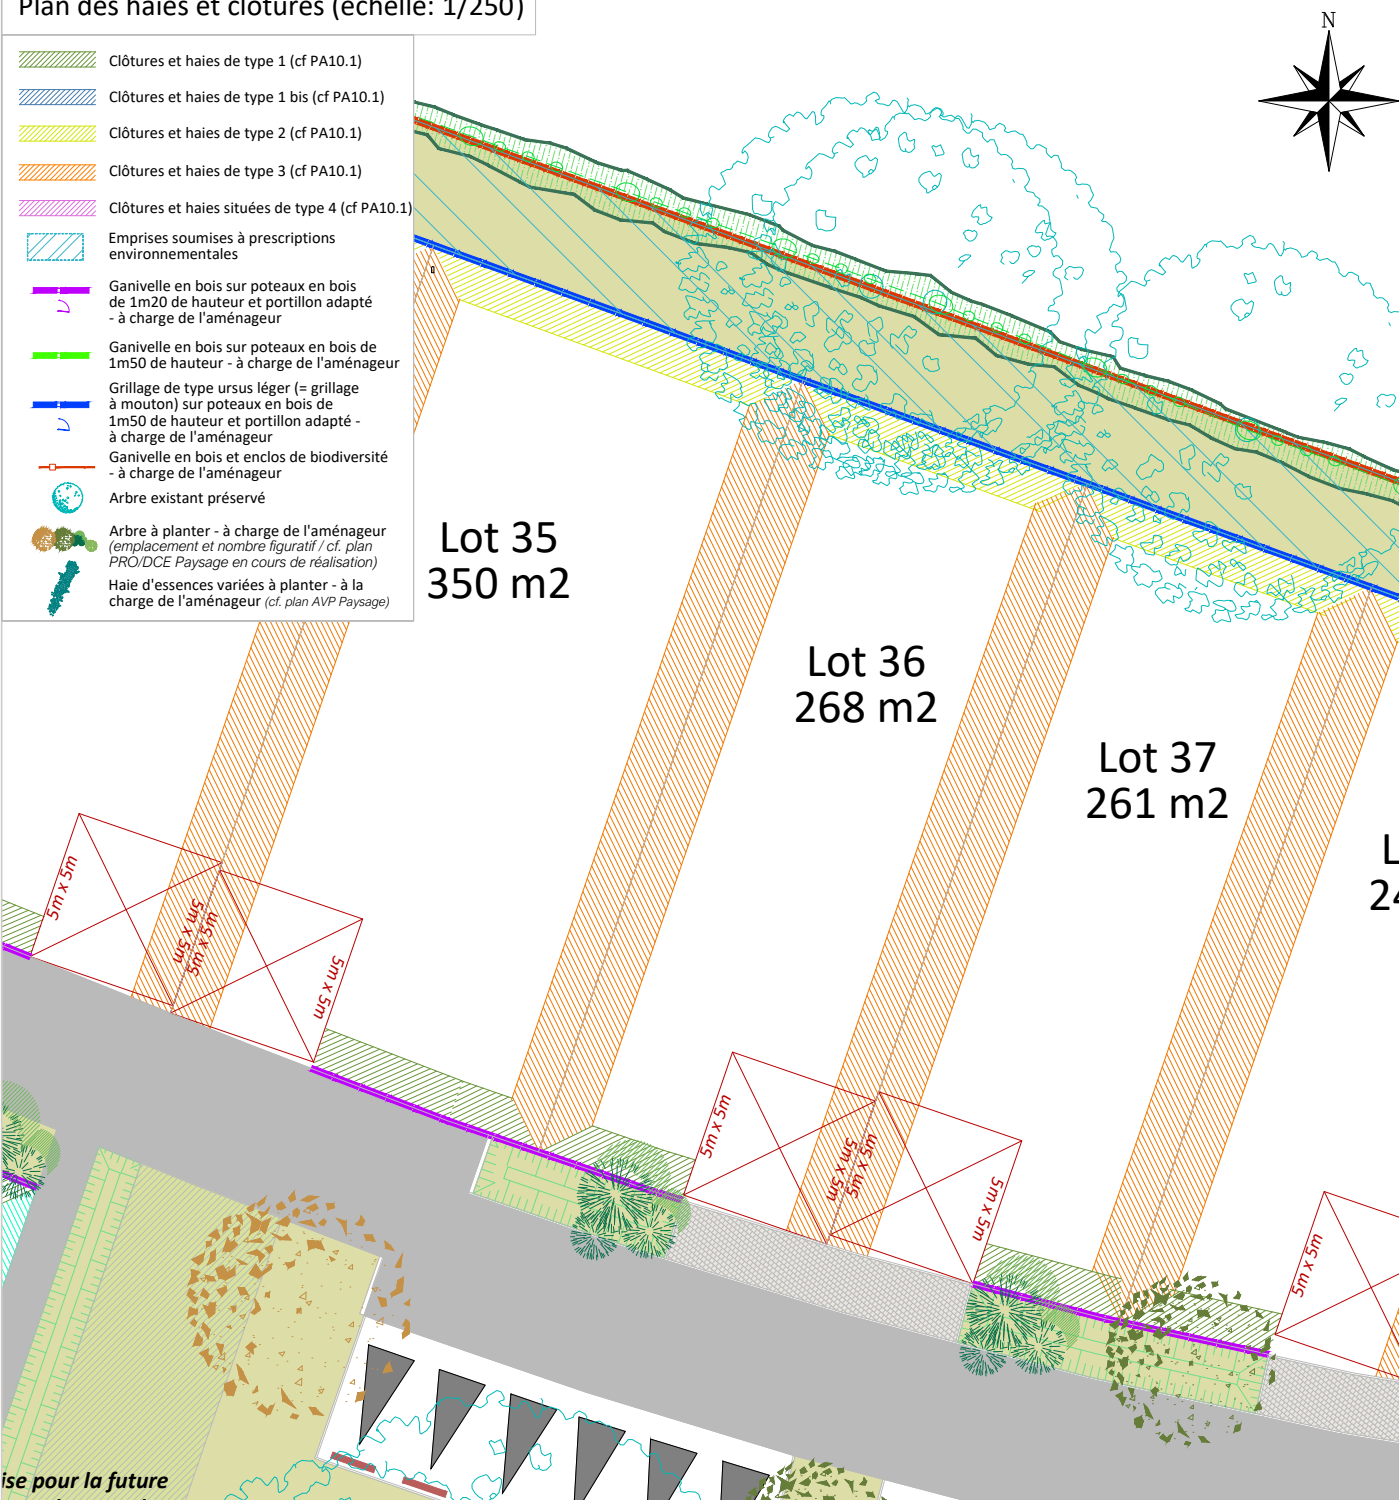 Plan des haies et clôtures (échelle: 1/250)
N
Clôtures et haies de type 1 (cf PA10.1)
Clôtures et haies de type 1 bis (cf PA10.1)
Clôtures et haies de type 2 (cf PA10.1)
Clôtures et haies de type 3 (cf PA10.1)
Clôtures et haies situées de type 4 (cf PA10.1)
Emprises soumises à prescriptions
environnementales
Ganivelle en bois sur poteaux en bois
de 1m20 de hauteur et portillon adapté
- à charge de l'aménageur
Ganivelle en bois sur poteaux en bois de
1m50 de hauteur - à charge de l'aménageur
Grillage de type ursus léger (= grillage
à mouton) sur poteaux en bois de
1m50 de hauteur et portillon adapté -
à charge de l'aménageur
Ganivelle en bois et enclos de biodiversité
- à charge de l'aménageur
Arbre existant préservé
Arbre à planter - à charge de l'aménageur
(emplacement et nombre figuratif / cf. plan
PRO/DCE Paysage en cours de réalisation)
Haie d'essences variées à planter - à la
charge de l'aménageur (cf. plan AVP Paysage)
Lot 35
350 m2
Lot 36
268 m2
Lot 37
261 m2
L
24
5m x 5m
5m x 5m
5m x 5m
5m x 5m
5m x 5m
5m x 5m
5m x 5m
5m x 5m
5m x 5m
ise pour la future